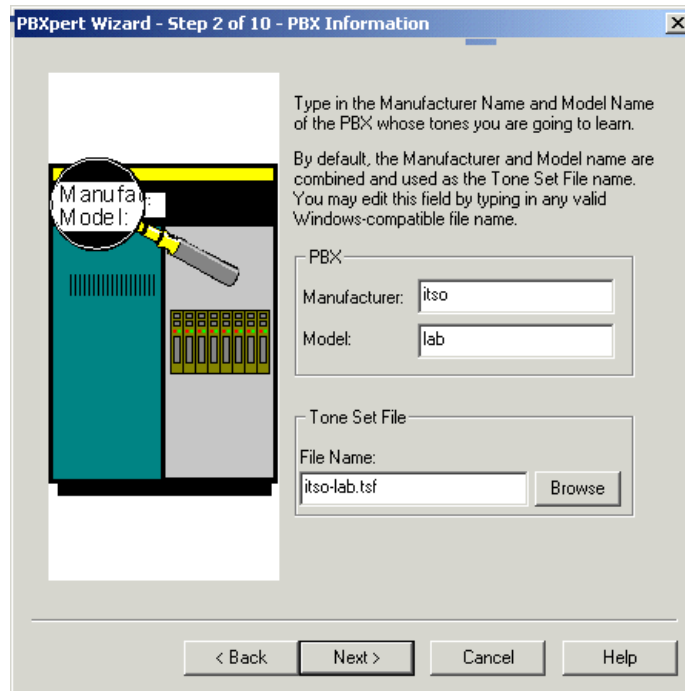 PBXpert Wizard - Step 2 of 10 - PBX Information
Type in the Manufacturer Name and Model Name
of the PBX whose tones you are going to learn.
By default, the Manufacturer and Model name are
combined and used as the Tone Set File name.
You may edit this field by typing in any valid
Windows-compatible file name.
Manufac
Model:
PBX
Manufacturer: itso
Model: lab
Tone Set File
File Name:
itso-lab.tsf Browse
< Back Next > Cancel Help